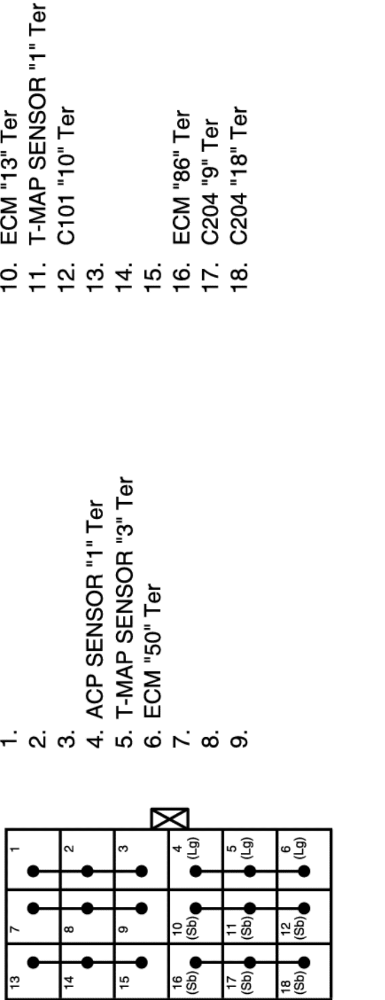 1.
2.
3.
4. ACP SENSOR "1" Ter
5. T-MAP SENSOR "3" Ter
6. ECM "50" Ter
7.
8.
9.
10. ECM "13" Ter
11. T-MAP SENSOR "1" Ter
12. C101 "10" Ter
13.
14.
15.
16. ECM "86" Ter
17. C204 "9" Ter
18. C204 "18" Ter
1
2
3
4
(Lg)
5
(Lg)
6
(Lg)
7
8
9
10
(Sb)
11
(Sb)
12
(Sb)
13
14
15
16
(Sb)
17
(Sb)
18
(Sb)